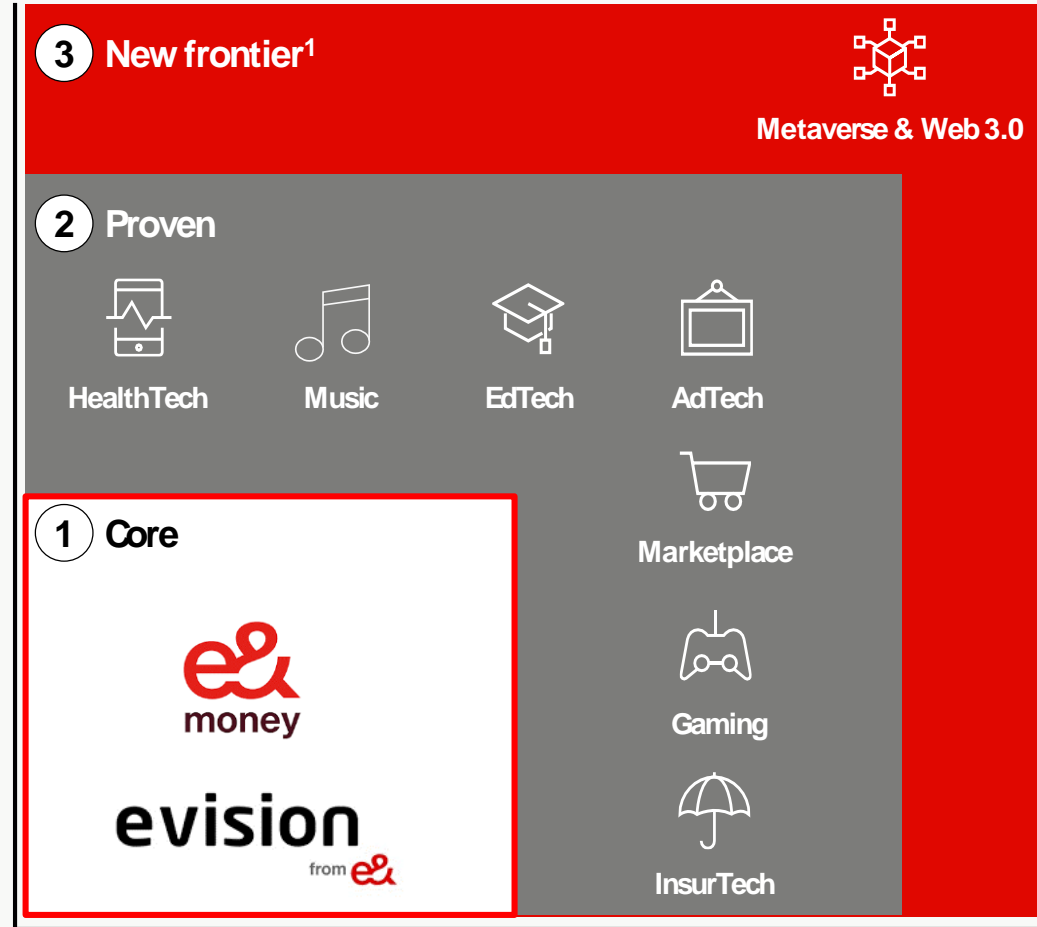 3 New frontier¹
Metaverse & Web 3.0
2 Proven
HealthTech Music EdTech AdTech
Marketplace
1 Core
e&
money
Gaming
evision
from e&
InsurTech